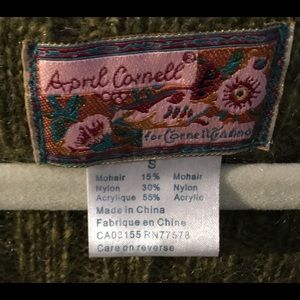 April Cornell®
for Cornell Trading
S
Mohair 15% Mohair
Nylon 30% Nylon
Acrylique 55% Acrylic
Made in China
Fabriqué en Chine
CA03155 RN77578
Care on reverse